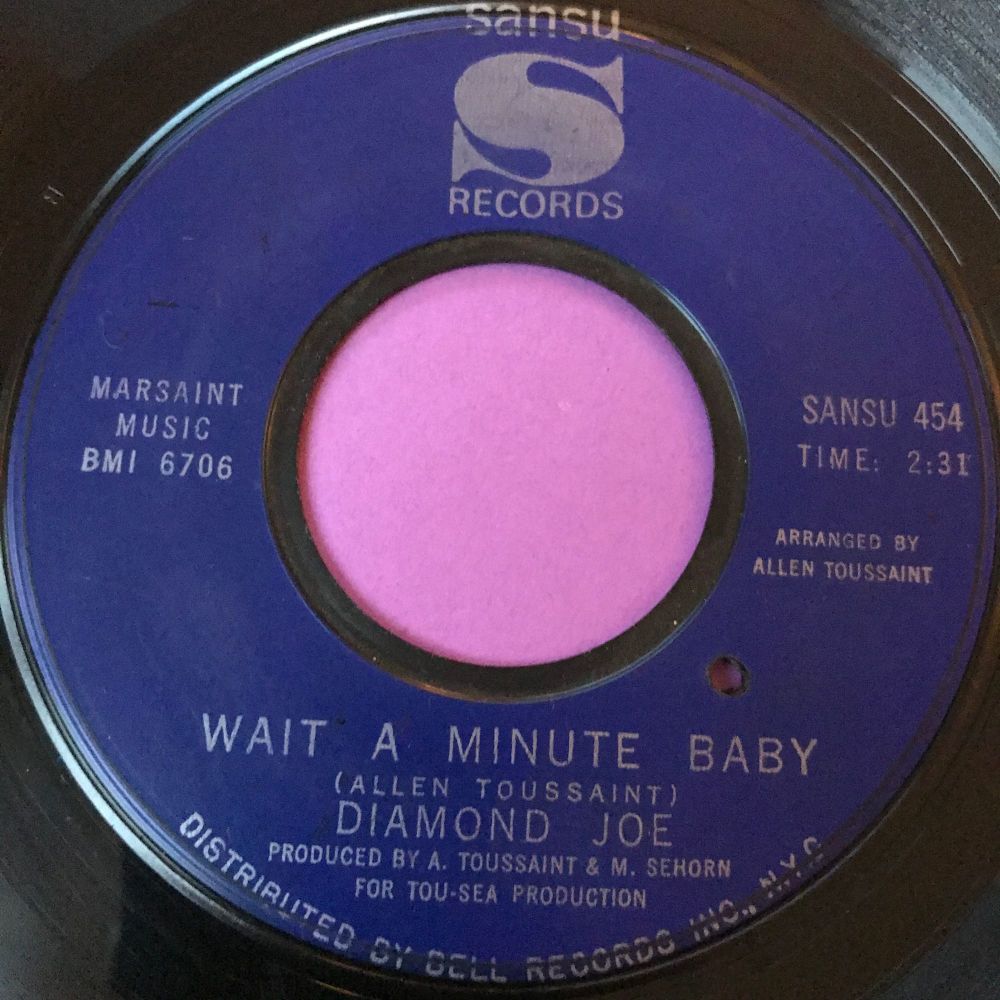 sansu
S
RECORDS
MARSAINT
MUSIC
BMI 6706
SANSU 454
TIME: 2:31
ARRANGED BY
ALLEN TOUSSAINT
WAIT A MINUTE BABY
(ALLEN TOUSSAINT)
DIAMOND JOE
PRODUCED BY A. TOUSSAINT & M. SEHORN
FOR TOU-SEA PRODUCTION
DISTRIBUTED BY BELL RECORDS INC., N.Y.C